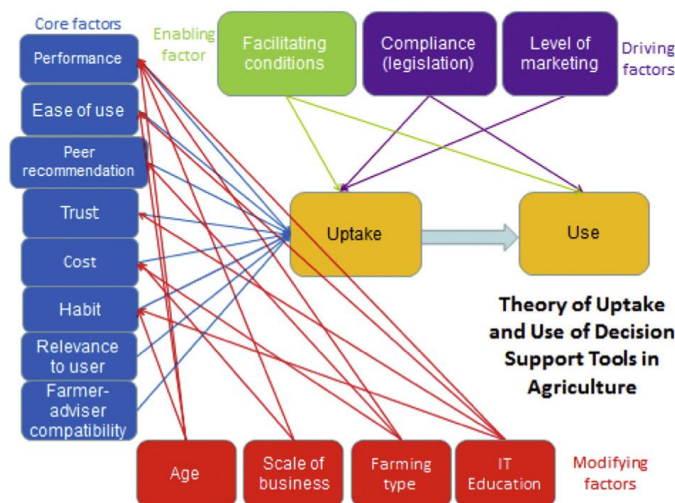 Core factors
Enabling
factor
Facilitating
conditions
Compliance
(legislation)
Level of
marketing
Driving
factors
Performance
Ease of use
Peer
recommendation
Trust
Cost
Habit
Relevance
to user
Farmer-
adviser
compatibility
Uptake
Use
Theory of Uptake
and Use of Decision
Support Tools in
Agriculture
Age
Scale of
business
Farming
type
IT
Education
Modifying
factors